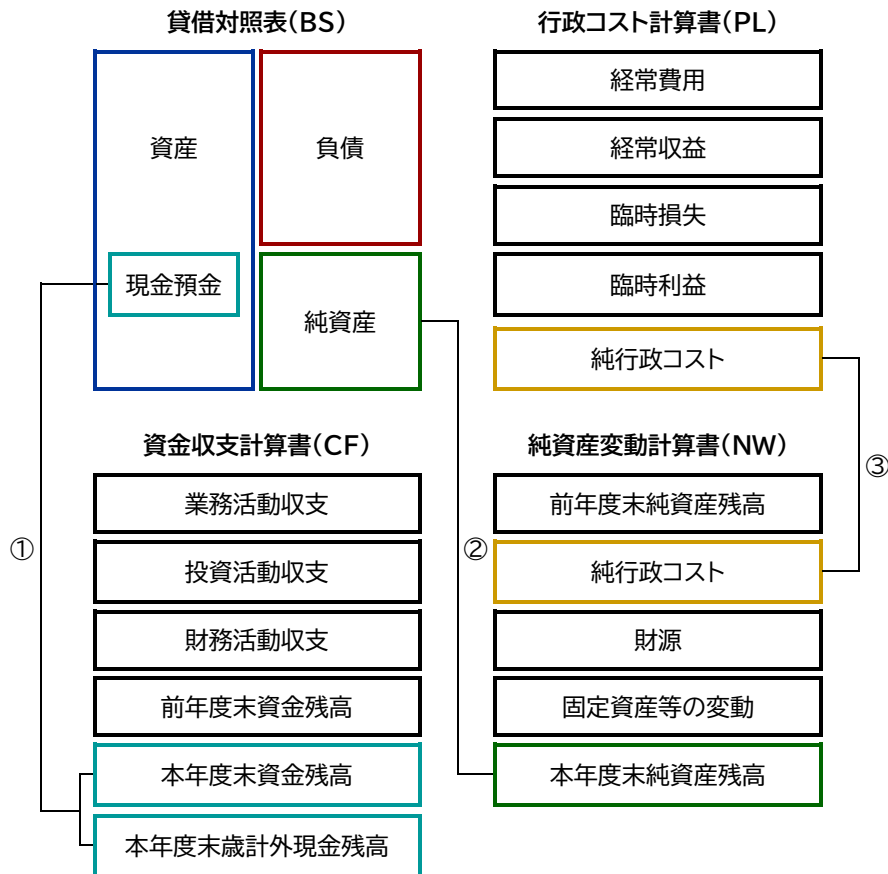 貸借対照表(BS)
資産
負債
現金預金
純資産
行政コスト計算書(PL)
経常費用
経常収益
臨時損失
臨時利益
純行政コスト
資金収支計算書(CF)
業務活動収支
投資活動収支
財務活動収支
前年度末資金残高
本年度末資金残高
本年度末歳計外現金残高
純資産変動計算書(NW)
前年度末純資産残高
純行政コスト
財源
固定資産等の変動
本年度末純資産残高
①
②
③